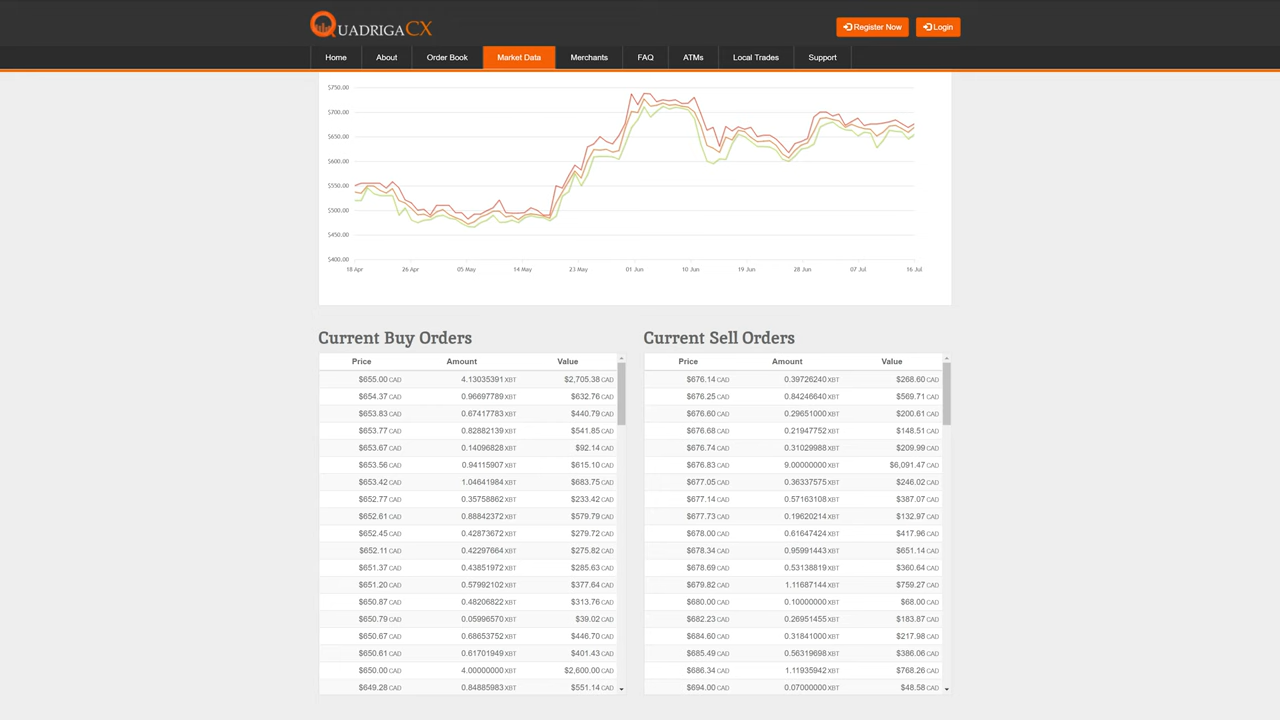 QUADRIGACX
Register Now Login
Home About Order Book Market Data Merchants FAQ ATMs Local Trades Support
$750.00
$700.00
$650.00
$600.00
$550.00
$500.00
$450.00
$400.00
18 Apr 26 Apr 05 May 14 May 23 May 01 Jun 10 Jun 19 Jun 28 Jun 07 Jul 16 Jul
Current Buy Orders
Price Amount Value
$655.00 CAD 4.13035391 XBT $2,705.38 CAD
$654.37 CAD 0.96697789 XBT $632.76 CAD
$653.83 CAD 0.67417783 XBT $440.79 CAD
$653.77 CAD 0.82882139 XBT $541.85 CAD
$653.67 CAD 0.14096828 XBT $92.14 CAD
$653.56 CAD 0.94115907 XBT $615.10 CAD
$653.42 CAD 1.04641984 XBT $683.75 CAD
$652.77 CAD 0.35758862 XBT $233.42 CAD
$652.61 CAD 0.88842372 XBT $579.79 CAD
$652.45 CAD 0.42873672 XBT $279.72 CAD
$652.11 CAD 0.42297664 XBT $275.82 CAD
$651.37 CAD 0.43851972 XBT $285.63 CAD
$651.20 CAD 0.57992102 XBT $377.64 CAD
$650.87 CAD 0.48206822 XBT $313.76 CAD
$650.79 CAD 0.05996570 XBT $39.02 CAD
$650.67 CAD 0.68653752 XBT $446.70 CAD
$650.61 CAD 0.61701949 XBT $401.43 CAD
$650.00 CAD 4.00000000 XBT $2,600.00 CAD
$649.28 CAD 0.84885983 XBT $551.14 CAD
Current Sell Orders
Price Amount Value
$676.14 CAD 0.39726240 XBT $268.60 CAD
$676.25 CAD 0.84246640 XBT $569.71 CAD
$676.60 CAD 0.29651000 XBT $200.61 CAD
$676.68 CAD 0.21947752 XBT $148.51 CAD
$676.74 CAD 0.31029988 XBT $209.99 CAD
$676.83 CAD 9.00000000 XBT $6,091.47 CAD
$677.05 CAD 0.36337575 XBT $246.02 CAD
$677.14 CAD 0.57163108 XBT $387.07 CAD
$677.73 CAD 0.19620214 XBT $132.97 CAD
$678.00 CAD 0.61647424 XBT $417.96 CAD
$678.34 CAD 0.95991443 XBT $651.14 CAD
$678.69 CAD 0.53138819 XBT $360.64 CAD
$679.82 CAD 1.11687144 XBT $759.27 CAD
$680.00 CAD 0.10000000 XBT $68.00 CAD
$682.23 CAD 0.26951455 XBT $183.87 CAD
$684.60 CAD 0.31841000 XBT $217.98 CAD
$685.49 CAD 0.56319698 XBT $386.06 CAD
$686.34 CAD 1.11935942 XBT $768.26 CAD
$694.00 CAD 0.07000000 XBT $48.58 CAD